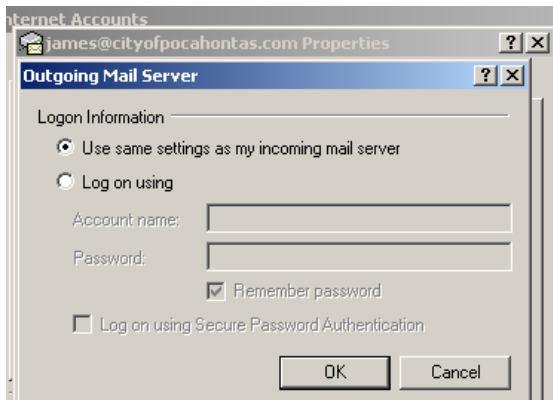 ternet Accounts
james@cityofpocahontas.com Properties
Outgoing Mail Server
Logon Information
Use same settings as my incoming mail server
Log on using
Account name:
Password:
Remember password
Log on using Secure Password Authentication
OK Cancel